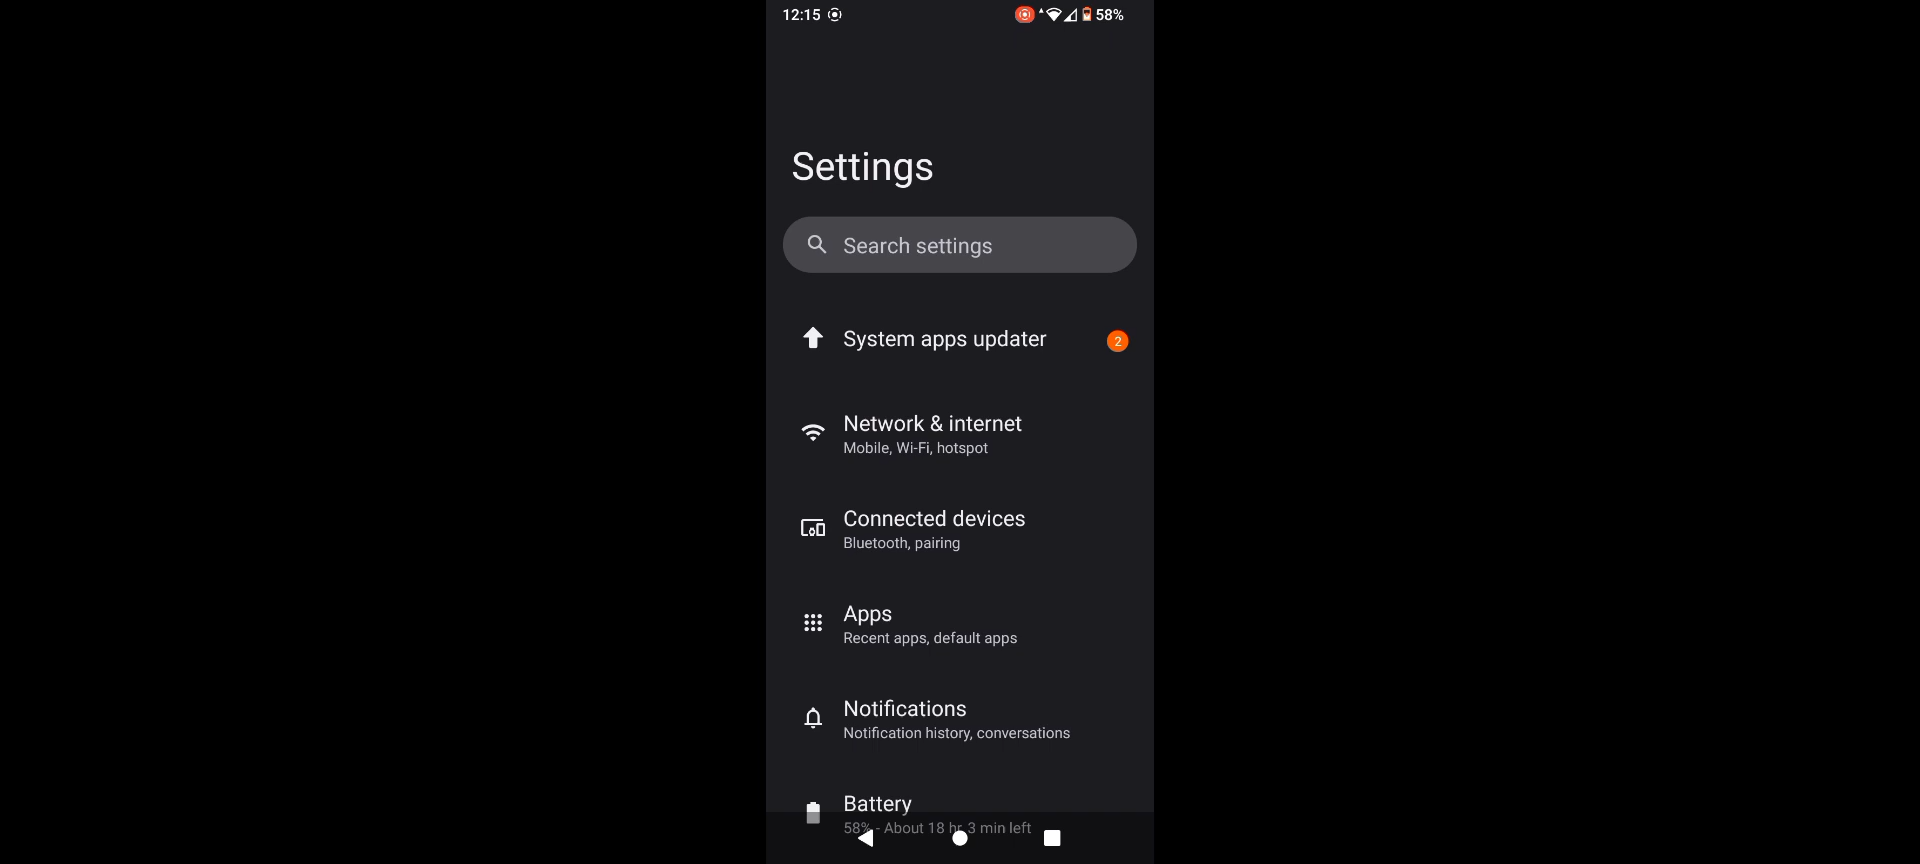 12:15
58%
Settings
Search settings
System apps updater
2
Network & internet
Mobile, Wi-Fi, hotspot
Connected devices
Bluetooth, pairing
Apps
Recent apps, default apps
Notifications
Notification history, conversations
Battery
58% - About 18 hr 3 min left